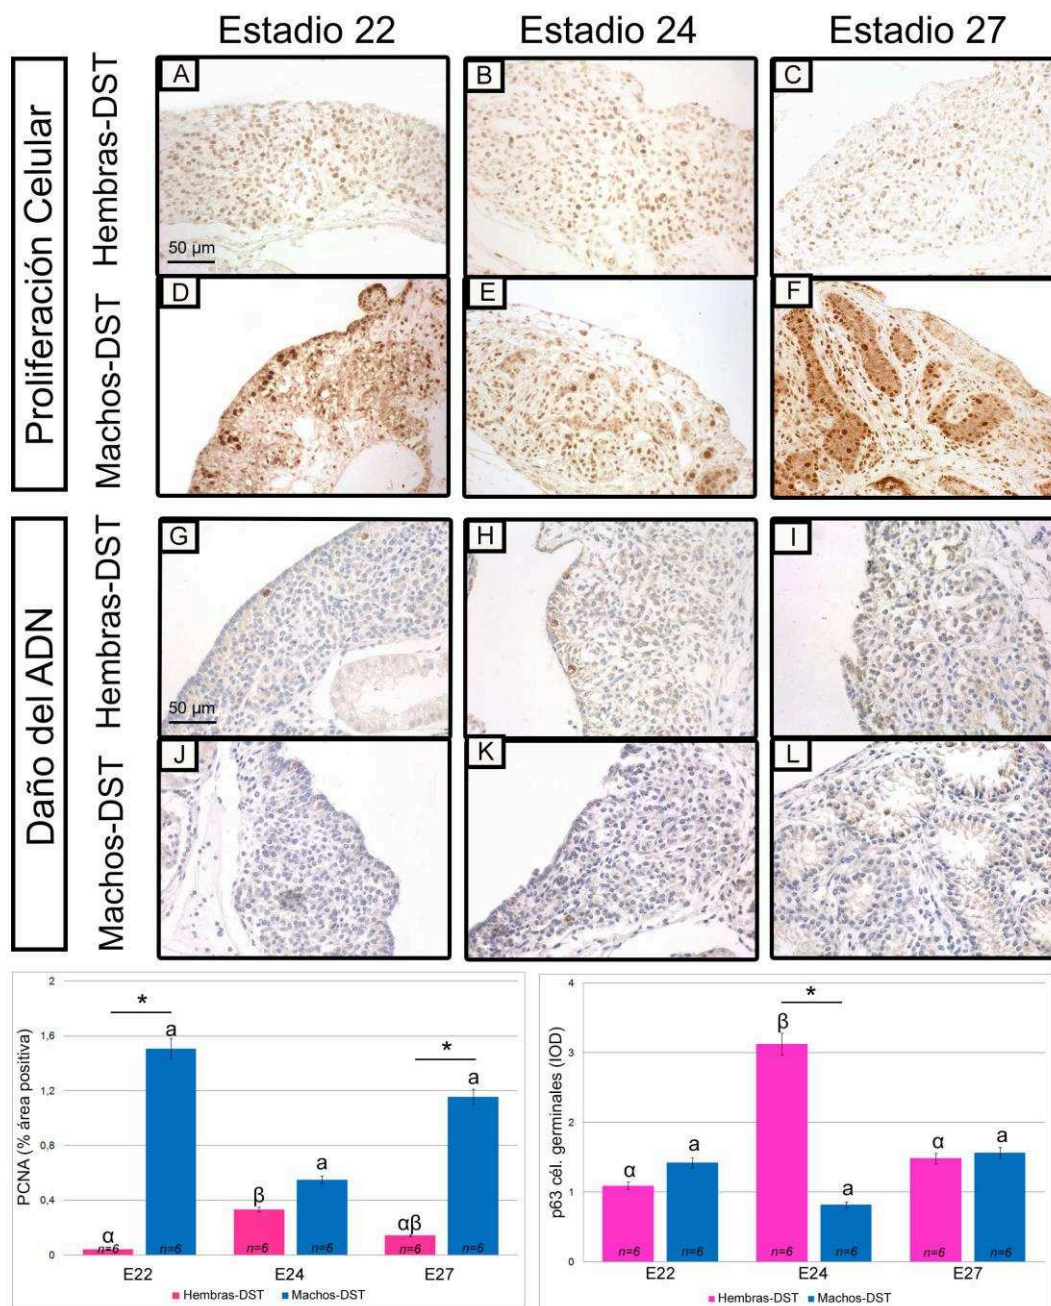 Estadio 22
Estadio 24
Estadio 27
Proliferación Celular
Hembras-DST
A
B
C
50 µm
Machos-DST
D
E
F
Daño del ADN
Hembras-DST
G
H
I
50 µm
Machos-DST
J
K
L
PCNA (% área positiva)
2
1,6
1,2
0,8
0,4
0
*
a
α
n=6
n=6
β
a
n=6
n=6
*
αβ
a
n=6
n=6
E22
E24
E27
Hembras-DST
Machos-DST
p63 cél. germinales (IOD)
4
3
2
1
0
α
a
n=6
n=6
*
β
a
n=6
n=6
α
a
n=6
n=6
E22
E24
E27
Hembras-DST
Machos-DST